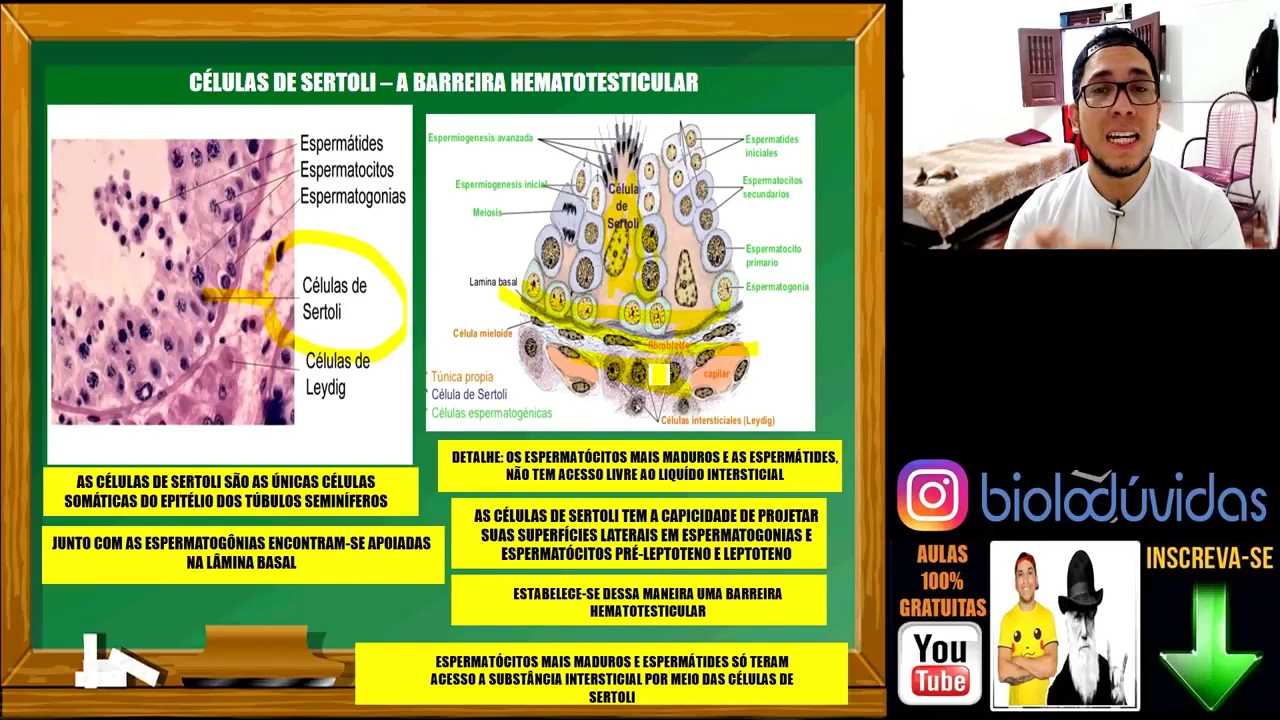 CÉLULAS DE SERTOLI – A BARREIRA HEMATOTESTICULAR
Espermátides
Espermatocitos
Espermatogonias
Células de
Sertoli
Células de
Leydig
Espermiogenesis avanzada
Espermiogenesis inicial
Meiosis
Lamina basal
Célula mieloide
Célula
de
Sertoli
Espermatides
iniciales
Espermatocitos
secundarios
Espermatocito
primario
Espermatogonia
fibroblasto
capilar
Células intersticiales (Leydig)
* Túnica propia
* Célula de Sertoli
* Células espermatogénicas
AS CÉLULAS DE SERTOLI SÃO AS ÚNICAS CÉLULAS
SOMÁTICAS DO EPITÉLIO DOS TÚBULOS SEMINÍFEROS
JUNTO COM AS ESPERMATOGÔNIAS ENCONTRAM-SE APOIADAS
NA LÂMINA BASAL
DETALHE: OS ESPERMATÓCITOS MAIS MADUROS E AS ESPERMÁTIDES,
NÃO TEM ACESSO LIVRE AO LIQUÍDO INTERSTICIAL
AS CÉLULAS DE SERTOLI TEM A CAPICIDADE DE PROJETAR
SUAS SUPERFÍCIES LATERAIS EM ESPERMATOGONIAS E
ESPERMATÓCITOS PRÉ-LEPTOTENO E LEPTOTENO
ESTABELECE-SE DESSA MANEIRA UMA BARREIRA
HEMATOTESTICULAR
ESPERMATÓCITOS MAIS MADUROS E ESPERMÁTIDES SÓ TERAM
ACESSO A SUBSTÂNCIA INTERSTICIAL POR MEIO DAS CÉLULAS DE
SERTOLI
biolodúvidas
AULAS
100%
GRATUITAS
You
Tube
INSCREVA-SE